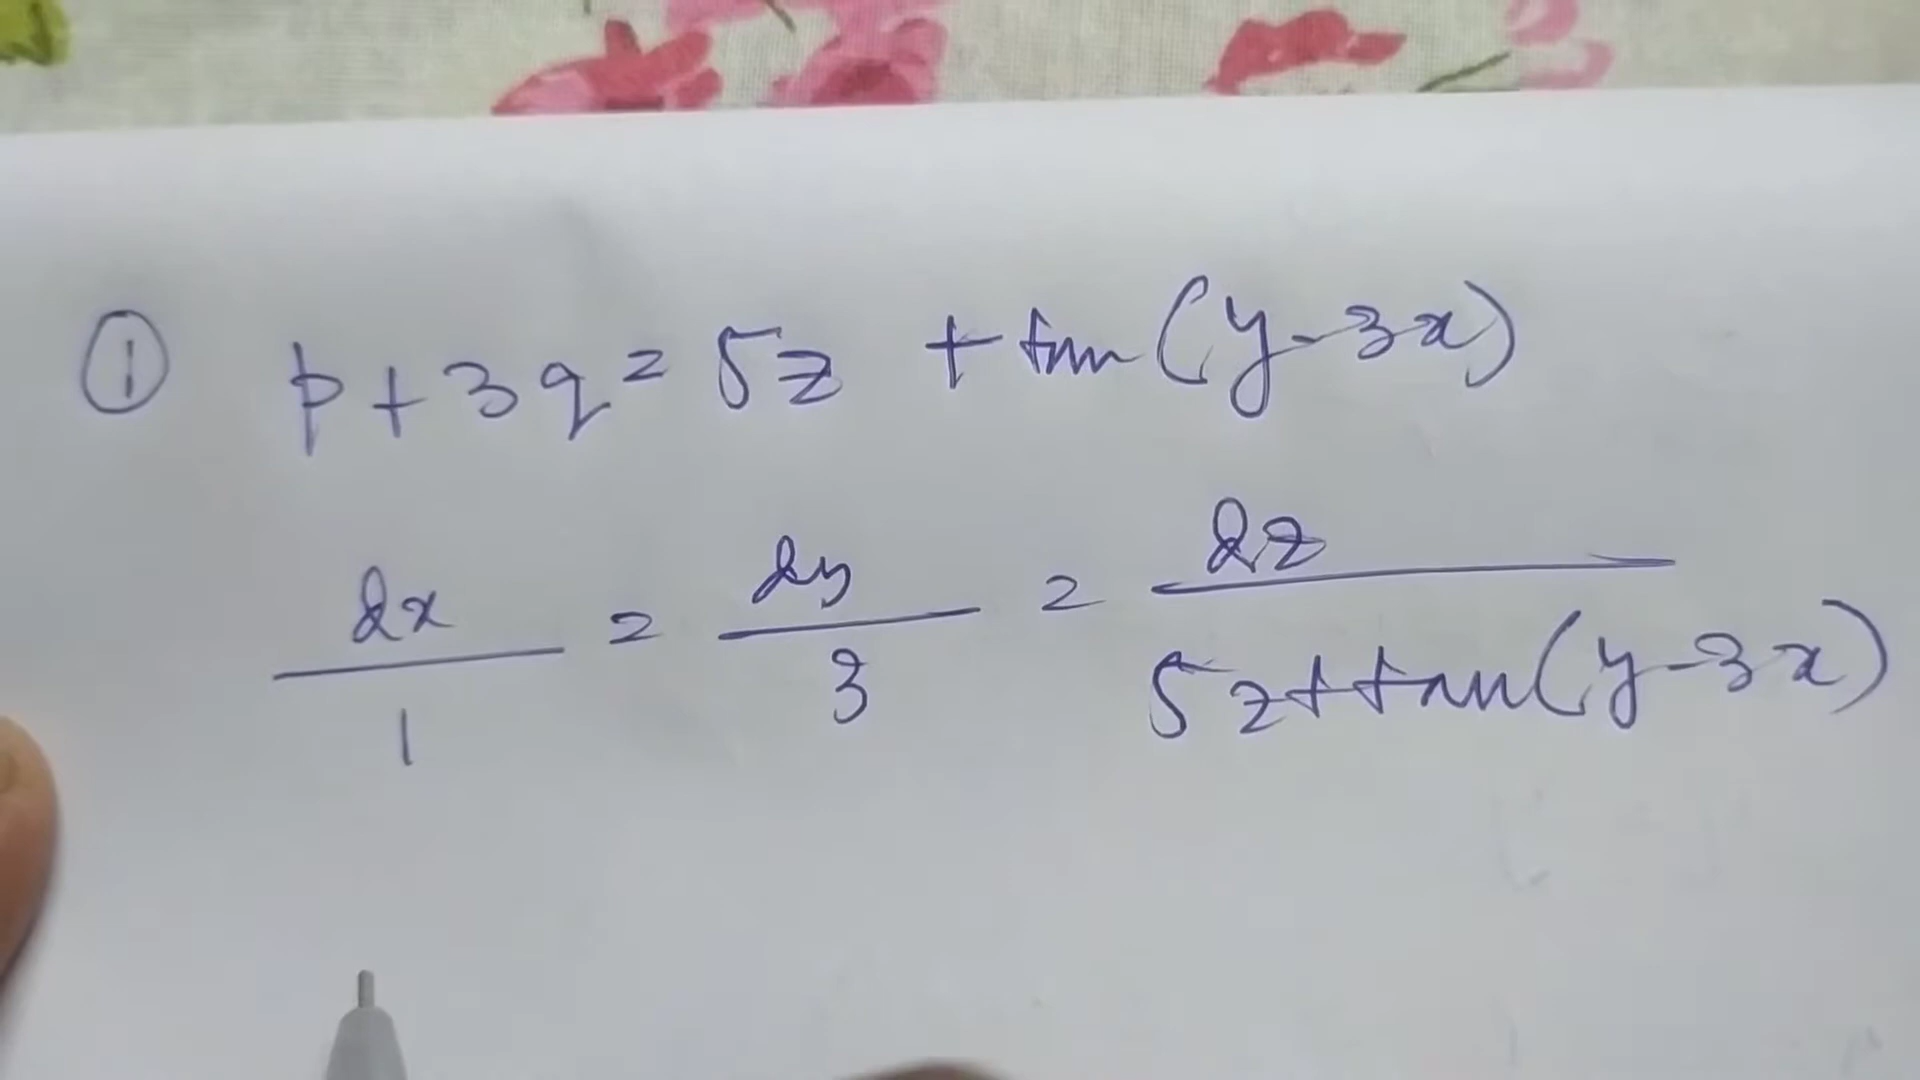 ① p + 3q = 5z + tan(y-3x)
dx/1 = dy/3 = dz/5z+tan(y-3x)